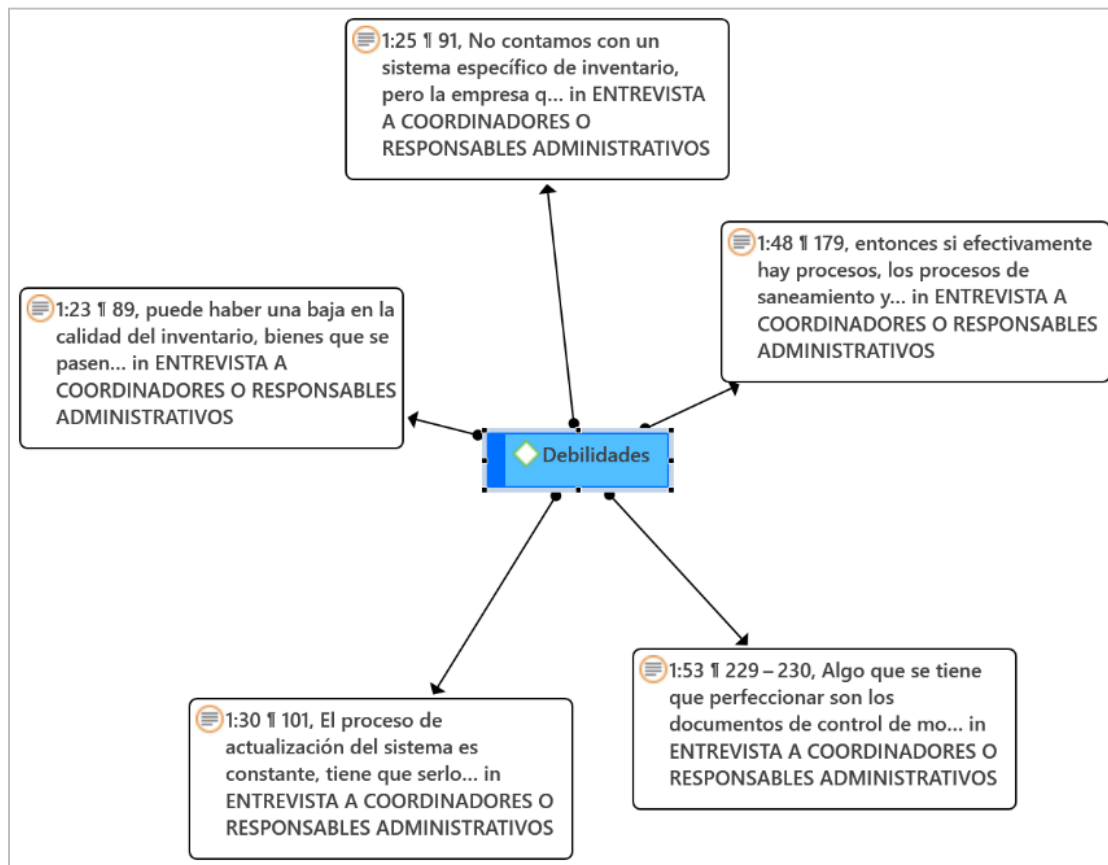 1:25 ¶ 91, No contamos con un
sistema específico de inventario,
pero la empresa q... in ENTREVISTA
A COORDINADORES O
RESPONSABLES ADMINISTRATIVOS
1:48 ¶ 179, entonces si efectivamente
hay procesos, los procesos de
saneamiento y... in ENTREVISTA A
COORDINADORES O RESPONSABLES
ADMINISTRATIVOS
1:23 ¶ 89, puede haber una baja en la
calidad del inventario, bienes que se
pasen... in ENTREVISTA A
COORDINADORES O RESPONSABLES
ADMINISTRATIVOS
Debilidades
1:53 ¶ 229 – 230, Algo que se tiene
que perfeccionar son los
documentos de control de mo... in
ENTREVISTA A COORDINADORES O
RESPONSABLES ADMINISTRATIVOS
1:30 ¶ 101, El proceso de
actualización del sistema es
constante, tiene que serlo... in
ENTREVISTA A COORDINADORES O
RESPONSABLES ADMINISTRATIVOS